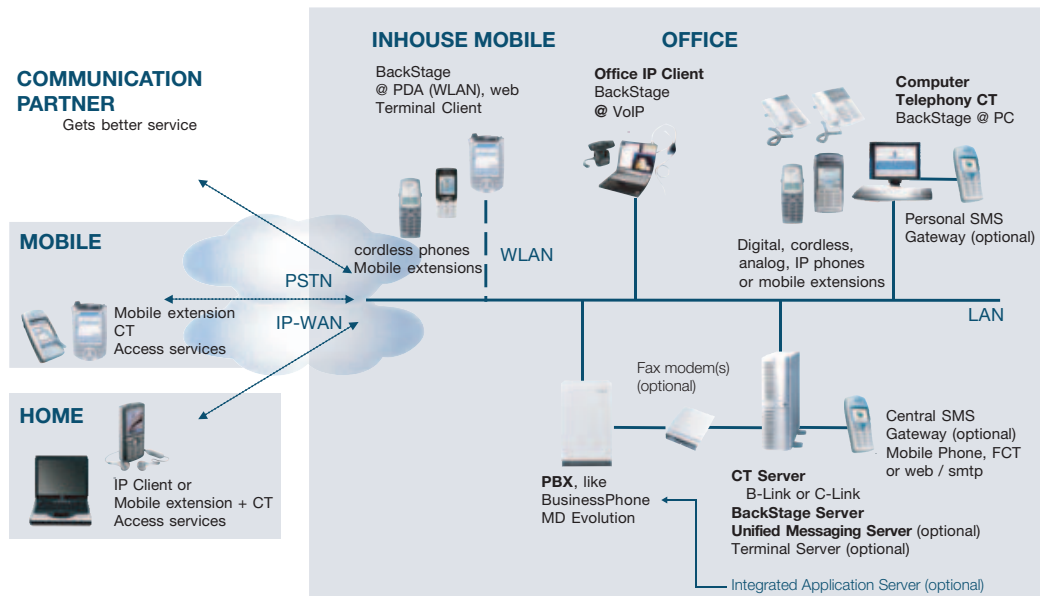 COMMUNICATION
PARTNER
Gets better service
MOBILE
Mobile extension
CT
Access services
HOME
IP Client or
Mobile extension + CT
Access services
PSTN
IP-WAN
INHOUSE MOBILE
BackStage
@ PDA (WLAN), web
Terminal Client
cordless phones
Mobile extensions
WLAN
OFFICE
Office IP Client
BackStage
@ VoIP
Computer
Telephony CT
BackStage @ PC
Personal SMS
Gateway (optional)
Digital, cordless,
analog, IP phones
or mobile extensions
LAN
Fax modem(s)
(optional)
PBX, like
BusinessPhone
MD Evolution
CT Server
B-Link or C-Link
BackStage Server
Unified Messaging Server (optional)
Terminal Server (optional)
Central SMS
Gateway (optional)
Mobile Phone, FCT
or web / smtp
Integrated Application Server (optional)